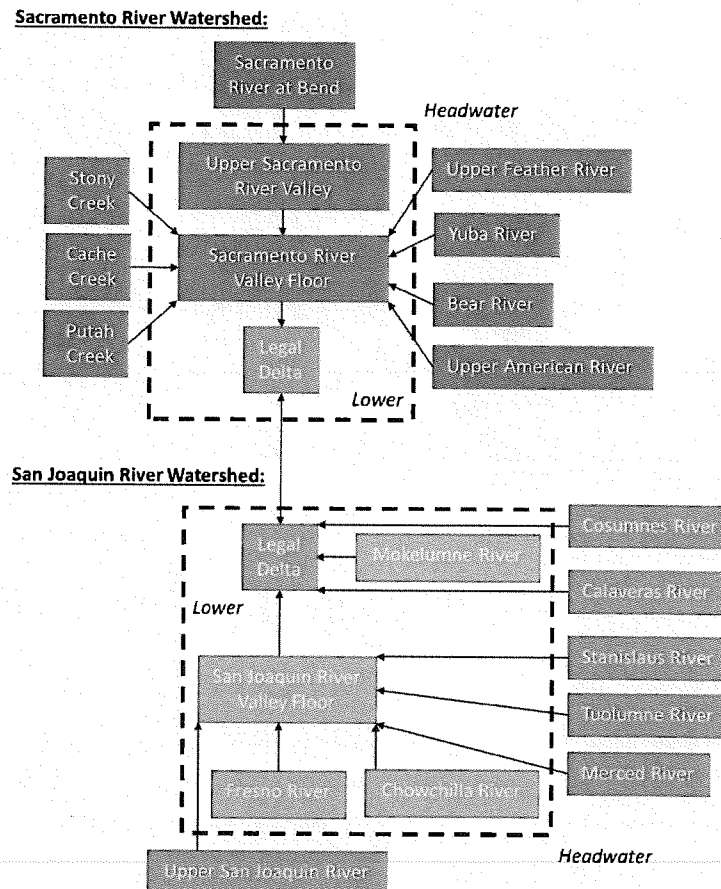 Sacramento River Watershed:
Sacramento
River at Bend
Headwater
Upper Sacramento
River Valley
Stony
Creek
Upper Feather River
Yuba River
Cache
Creek
Sacramento River
Valley Floor
Bear River
Putah
Creek
Legal
Delta
Upper American River
Lower
San Joaquin River Watershed:
Cosumnes River
Legal
Delta
Mokelumne River
Calaveras River
Lower
Stanislaus River
San Joaquin River
Valley Floor
Tuolumne River
Merced River
Fresno River
Chowchilla River
Headwater
Upper San Joaquin River